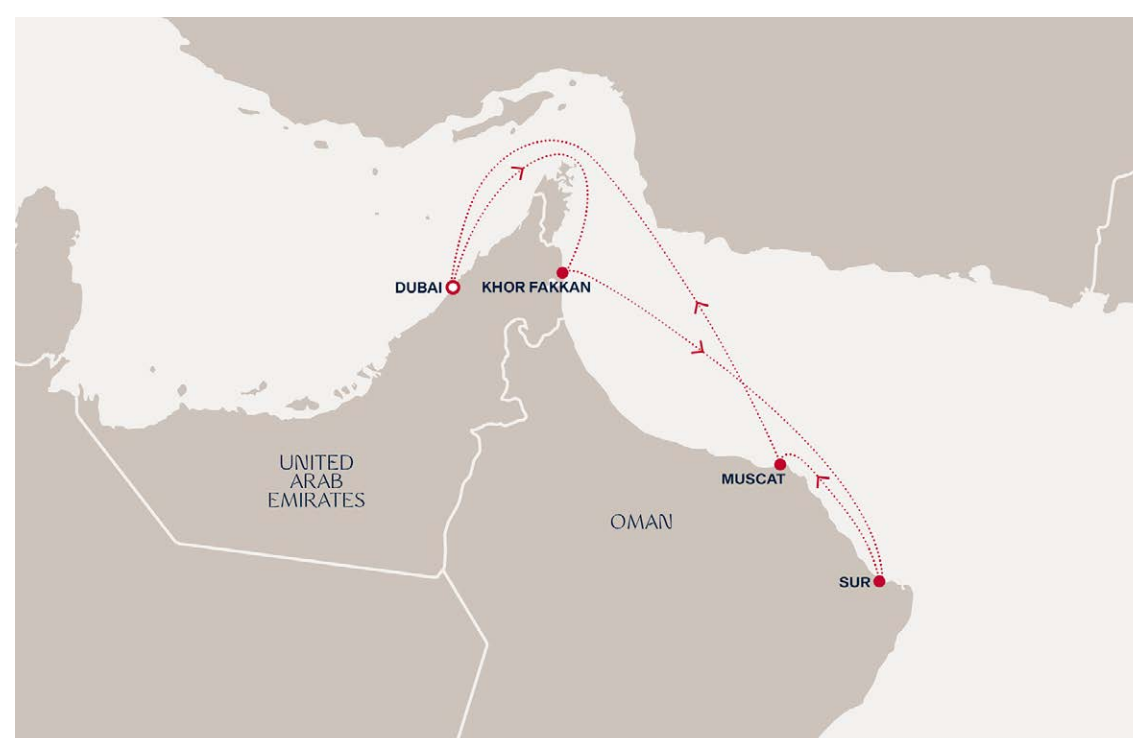 DUBAI
KHOR FAKKAN
UNITED
ARAB
EMIRATES
MUSCAT
OMAN
SUR